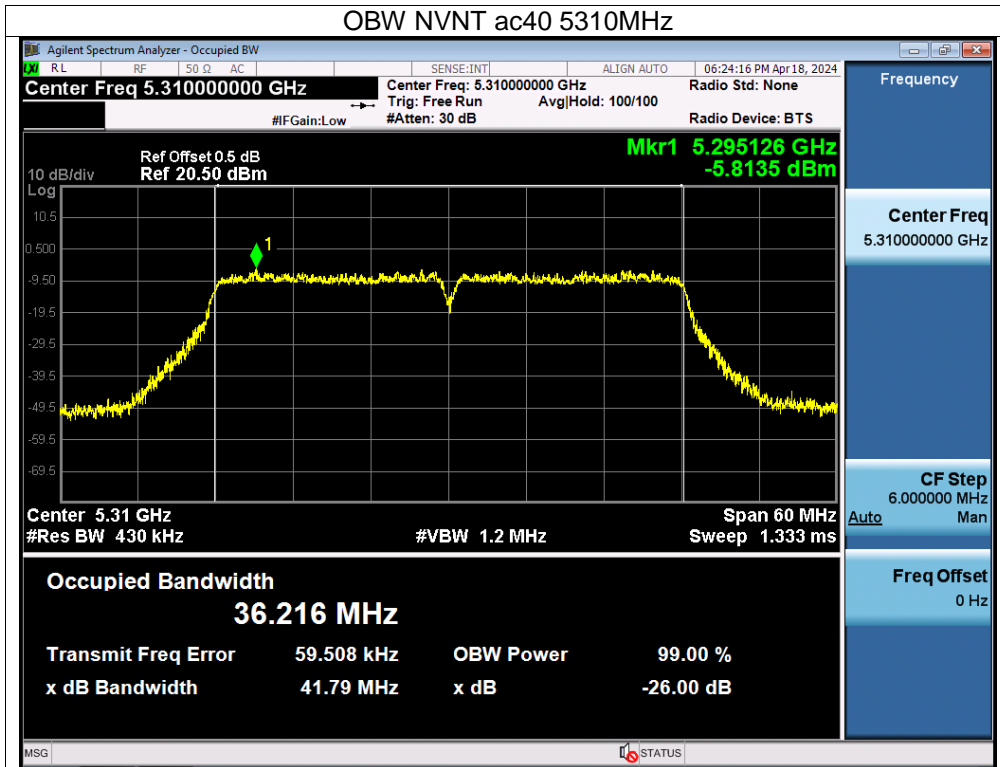 OBW NVNT ac40 5310MHz
Agilent Spectrum Analyzer - Occupied BW
LXI RL RF 50 Ω AC SENSE:INT ALIGN AUTO 06:24:16 PM Apr 18, 2024
Center Freq 5.310000000 GHz Center Freq: 5.310000000 GHz Radio Std: None
Trig: Free Run Avg|Hold: 100/100
#IFGain:Low #Atten: 30 dB Radio Device: BTS
Frequency
Mkr1 5.295126 GHz
-5.8135 dBm
Ref Offset 0.5 dB
10 dB/div Ref 20.50 dBm
Log
10.5
0.500
-9.50
-19.5
-29.5
-39.5
-49.5
-59.5
-69.5
1
Center Freq
5.310000000 GHz
Center 5.31 GHz Span 60 MHz
#Res BW 430 kHz #VBW 1.2 MHz Sweep 1.333 ms
CF Step
6.000000 MHz
Auto Man
Occupied Bandwidth
36.216 MHz
Transmit Freq Error 59.508 kHz OBW Power 99.00 %
x dB Bandwidth 41.79 MHz x dB -26.00 dB
Freq Offset
0 Hz
MSG STATUS